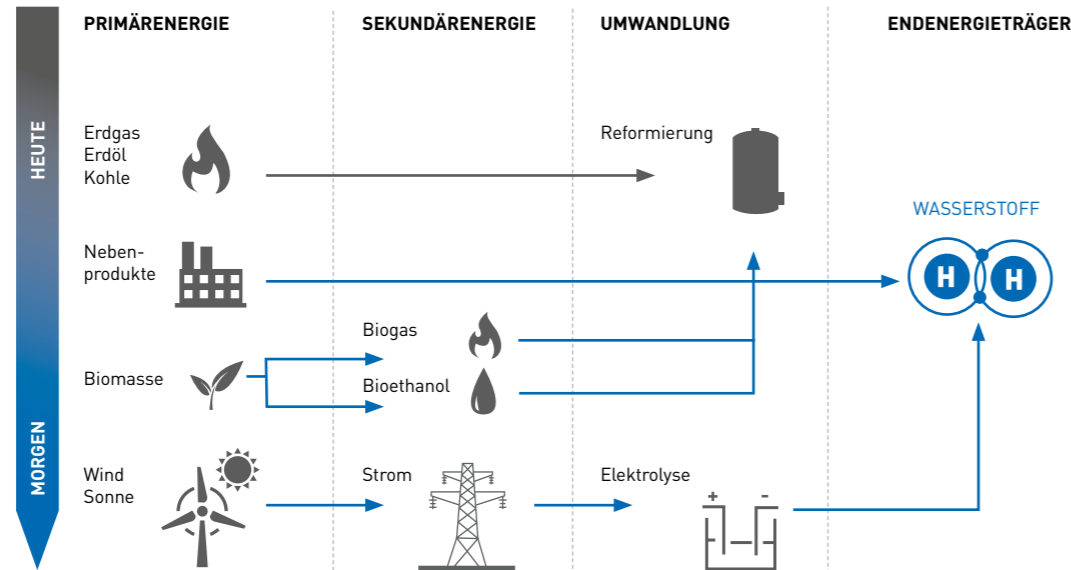 PRIMÄRENERGIE
SEKUNDÄRENERGIE
UMWANDLUNG
ENDENERGIETRÄGER
HEUTE
MORGEN
Erdgas
Erdöl
Kohle
Reformierung
WASSERSTOFF
H
H
Neben-
produkte
Biogas
Biomasse
Bioethanol
Wind
Sonne
Strom
Elektrolyse
+
-